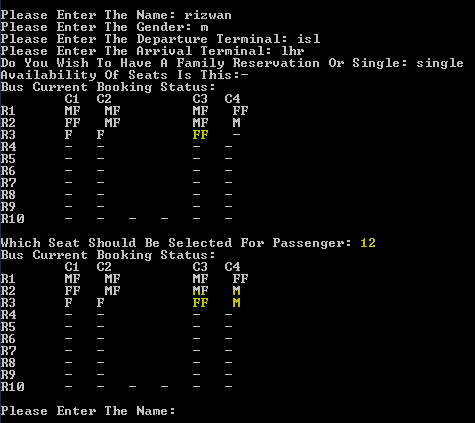 Please Enter The Name: rizwan
Please Enter The Gender: m
Please Enter The Departure Terminal: isl
Please Enter The Arrival Terminal: lhr
Do You Wish To Have A Family Reservation Or Single: single
Availability Of Seats Is This:-
Bus Current Booking Status:
        C1  C2          C3  C4
R1      MF   MF         MF   FF
R2      FF   MF         MF   M
R3      F   F           FF   -
R4      -   -           -   -
R5      -   -           -   -
R6      -   -           -   -
R7      -   -           -   -
R8      -   -           -   -
R9      -   -           -   -
R10     -   -   -   -   -   -

Which Seat Should Be Selected For Passenger: 12
Bus Current Booking Status:
        C1  C2          C3  C4
R1      MF   MF         MF   FF
R2      FF   MF         MF   M
R3      F   F           FF   M
R4      -   -           -   -
R5      -   -           -   -
R6      -   -           -   -
R7      -   -           -   -
R8      -   -           -   -
R9      -   -           -   -
R10     -   -   -   -   -   -

Please Enter The Name: